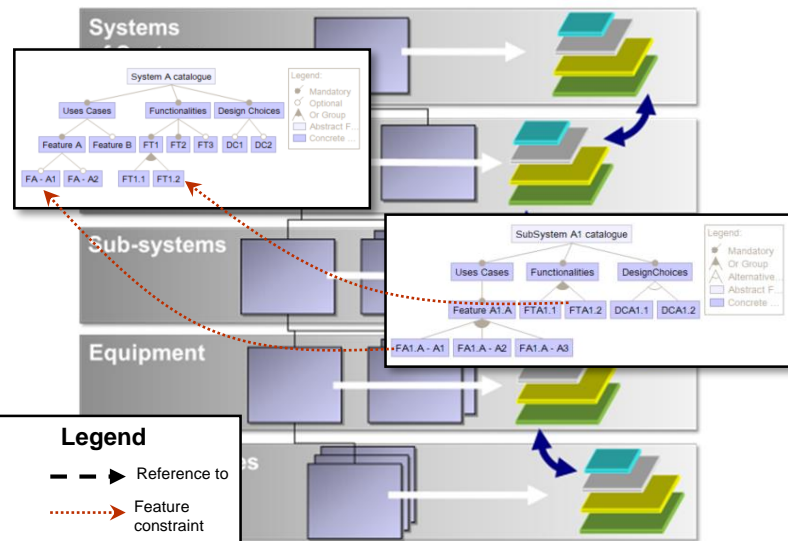 Systems
System A catalogue
Uses Cases Functionalities Design Choices
Feature A Feature B FT1 FT2 FT3 DC1 DC2
FA - A1 FA - A2 FT1.1 FT1.2
Legend:
Mandatory
Optional
Or Group
Abstract F...
Concrete ...
Sub-systems
SubSystem A1 catalogue
Uses Cases Functionalities DesignChoices
Feature A1.A FTA1.1 FTA1.2 DCA1.1 DCA1.2
FA1.A - A1 FA1.A - A2 FA1.A - A3
Legend:
Mandatory
Or Group
Alternative...
Abstract F...
Concrete ...
Equipment
Legend
Reference to
Feature
constraint